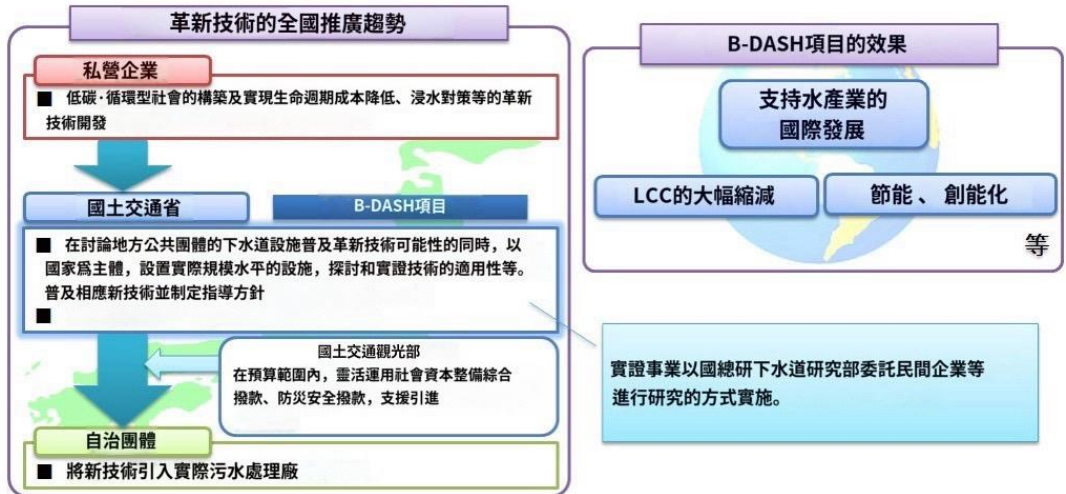 革新技術的全國推廣趨勢
私營企業
■ 低碳·循環型社會的構築及實現生命週期成本降低、浸水對策等的革新
技術開發
國土交通省
B-DASH項目
■ 在討論地方公共團體的下水道設施普及革新技術可能性的同時，以
國家爲主體，設置實際規模水平的設施，探討和實證技術的適用性等。
普及相應新技術並制定指導方針
■
國土交通觀光部
在預算範圍內，靈活運用社會資本整備綜合
撥款、防災安全撥款，支援引進
自治團體
■ 將新技術引入實際污水處理廠
B-DASH項目的效果
支持水產業的
國際發展
LCC的大幅縮減
節能、創能化
等
實證事業以國總研下水道研究部委託民間企業等
進行研究的方式實施。